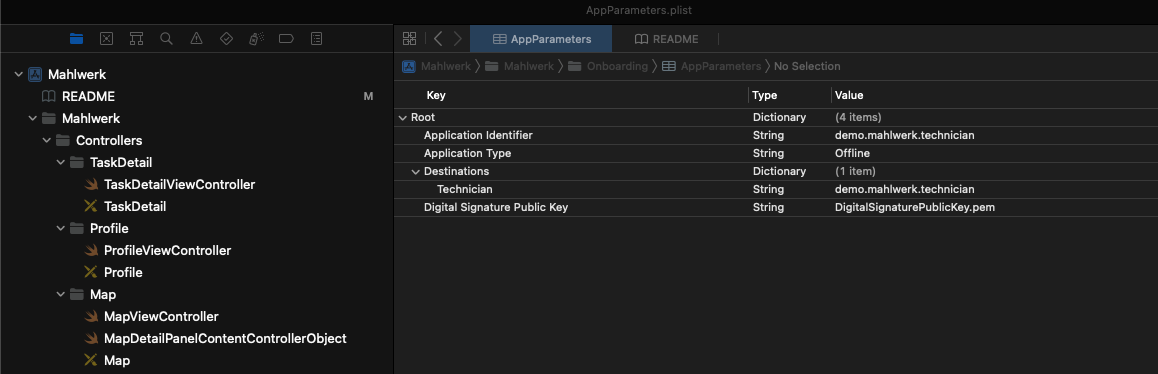 AppParameters.plist
AppParameters
README
Mahlwerk
Mahlwerk
Onboarding
AppParameters
No Selection
Mahlwerk
README M
Mahlwerk
Controllers
TaskDetail
TaskDetailViewController
TaskDetail
Profile
ProfileViewController
Profile
Map
MapViewController
MapDetailPanelContentControllerObject
Map
Key Type Value
Root Dictionary (4 items)
Application Identifier String demo.mahlwerk.technician
Application Type String Offline
Destinations Dictionary (1 item)
Technician String demo.mahlwerk.technician
Digital Signature Public Key String DigitalSignaturePublicKey.pem